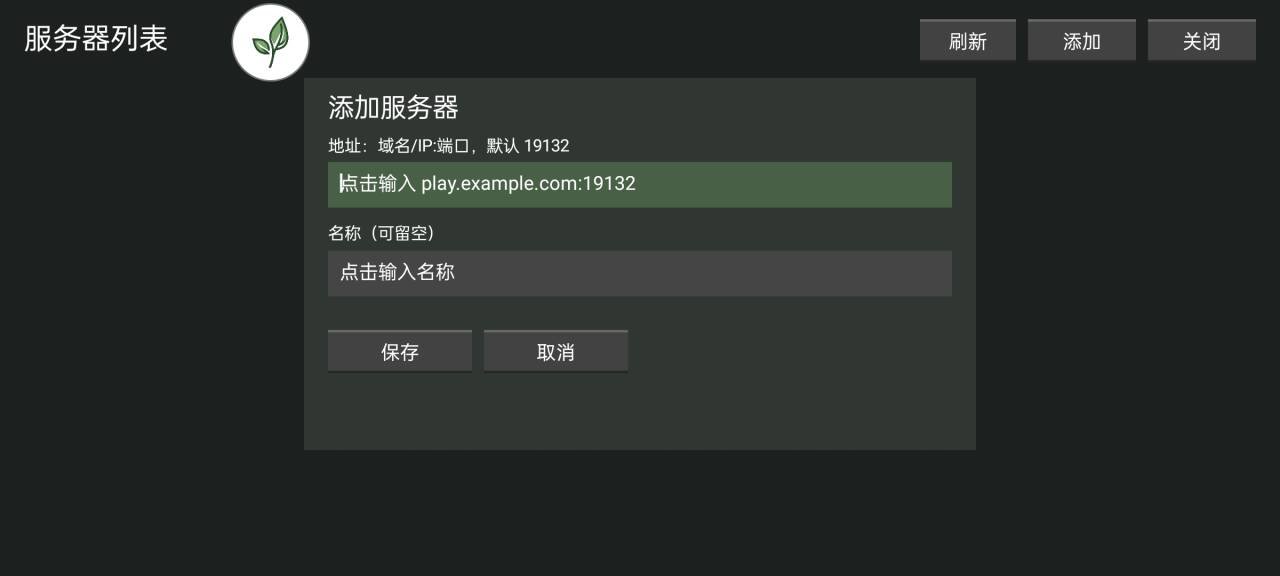 服务器列表
刷新
添加
关闭
添加服务器
地址：域名/IP:端口，默认 19132
点击输入 play.example.com:19132
名称（可留空）
点击输入名称
保存
取消